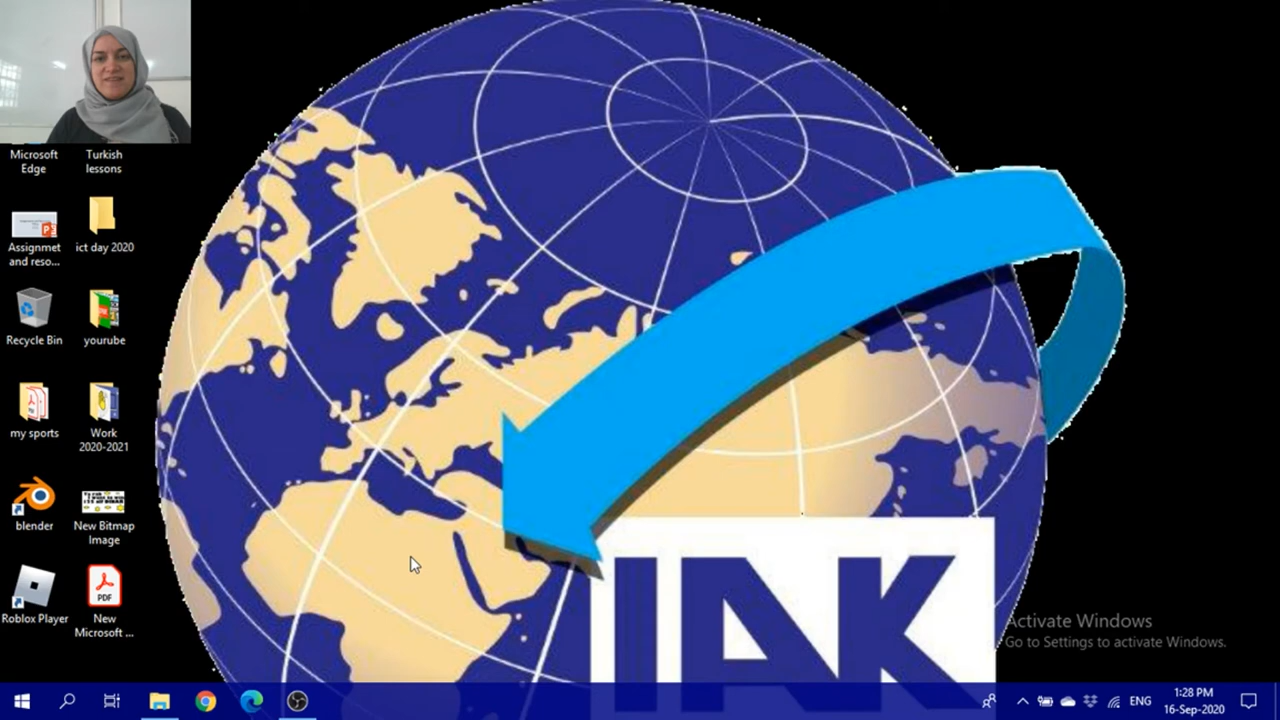 Microsoft
Edge
Turkish
lessons
Assignmet
and reso...
ict day 2020
Recycle Bin
yourube
my sports
Work
2020-2021
blender
New Bitmap
Image
Roblox Player
PDF
New
Microsoft ...
IAK
Activate Windows
Go to Settings to activate Windows.
ENG
1:28 PM
16-Sep-2020